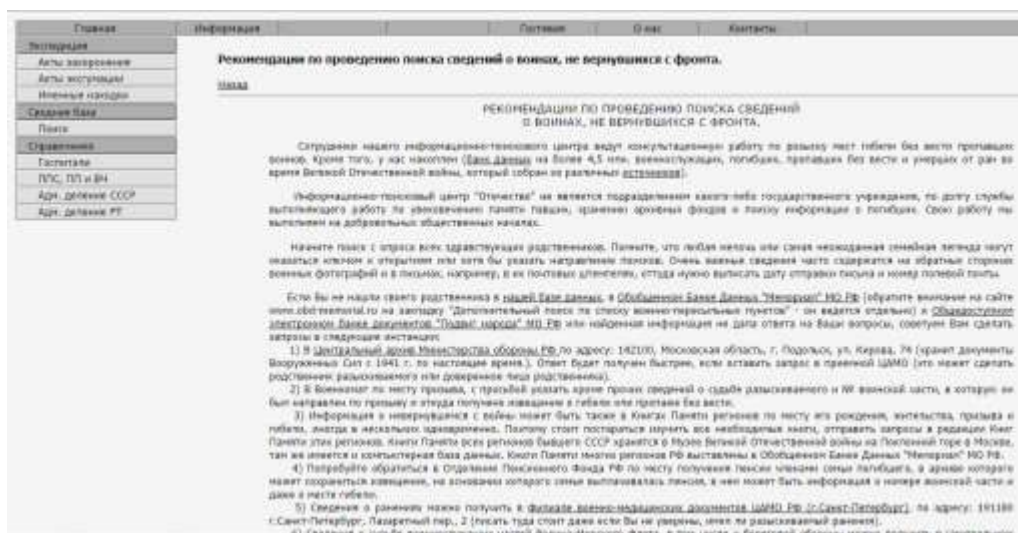 Главная Информация Гостевая О нас Контакты
Экспедиция
Акты захоронения
Акты эксгумации
Именные находки
Сводная база
Поиск
Справочники
Госпитали
ППС, ПП и ВЧ
Адм. деление СССР
Адм. деление РТ
Рекомендации по проведению поиска сведений о воинах, не вернувшихся с фронта.
Назад
РЕКОМЕНДАЦИИ ПО ПРОВЕДЕНИЮ ПОИСКА СВЕДЕНИЙ
О ВОИНАХ, НЕ ВЕРНУВШИХСЯ С ФРОНТА.
Сотрудники нашего информационно-поискового центра ведут консультационную работу по розыску мест гибели без вести пропавших
воинов. Кроме того, у нас накоплен (банк данных на более 4,5 млн. военнослужащих, погибших, пропавших без вести и умерших от ран во
время Великой Отечественной войны, который собран из различных источников).
Информационно-поисковый центр "Отечество" не является подразделением какого-либо государственного учреждения, по долгу службы
выполняющего работу по увековечению памяти павших, хранению архивных фондов и поиску информации о погибших. Свою работу мы
выполняем на добровольных общественных началах.
Начните поиск с опроса всех здравствующих родственников. Помните, что любая мелочь или самая неожиданная семейная легенда могут
оказаться ключом к открытиям или хотя бы указать направление поисков. Очень важные сведения часто содержатся на обратных сторонах
военных фотографий и в письмах, например, в их почтовых штемпелях, оттуда нужно выписать дату отправки письма и номер полевой почты.
Если Вы не нашли своего родственника в нашей базе данных, в Обобщенном Банке Данных "Мемориал" МО РФ (обратите внимание на сайте
www.obd-memorial.ru на закладку "Дополнительный поиск по списку военно-пересыльных пунктов" - он ведется отдельно) и Общедоступном
электронном банке документов "Подвиг народа" МО РФ или найденная информация не дала ответа на Ваши вопросы, советуем Вам сделать
запросы в следующие инстанции:
1) В Центральный архив Министерства обороны РФ по адресу: 142100, Московская область, г. Подольск, ул. Кирова, 74 (хранит документы
Вооруженных Сил с 1941 г. по настоящее время.). Ответ будет получен быстрее, если оставить запрос в приемной ЦАМО (это может сделать
родственник разыскиваемого или доверенное лицо родственника).
2) В Военкомат по месту призыва, с просьбой указать кроме прочих сведений о судьбе разыскиваемого и № воинской части, в которую он
был направлен по призыву и откуда получено извещение о гибели или пропаже без вести.
3) Информация о невернувшемся с войны может быть также в Книгах Памяти регионов по месту его рождения, жительства, призыва и
гибели, иногда в нескольких одновременно. Поэтому стоит постараться изучить все необходимые книги, отправить запросы в редакции Книг
Памяти этих регионов. Книги Памяти всех регионов бывшего СССР хранятся в Музее Великой Отечественной войны на Поклонной горе в Москве,
там же имеется и компьютерная база данных. Книги Памяти многих регионов РФ выставлены в Обобщенном Банке Данных "Мемориал" МО РФ.
4) Попробуйте обратиться в Отделение Пенсионного Фонда РФ по месту получения пенсии членами семьи погибшего, в архиве которого
может сохраниться извещение, на основании которого семье выплачивалась пенсия, в нем может быть информация о номере воинской части и
даже о месте гибели.
5) Сведения о ранениях можно получить в филиале военно-медицинских документов ЦАМО РФ (г.Санкт-Петербург), по адресу: 191180
г.Санкт-Петербург, Лазаретный пер., 2 (писать туда стоит даже если Вы не уверены, имел ли разыскиваемый ранения).